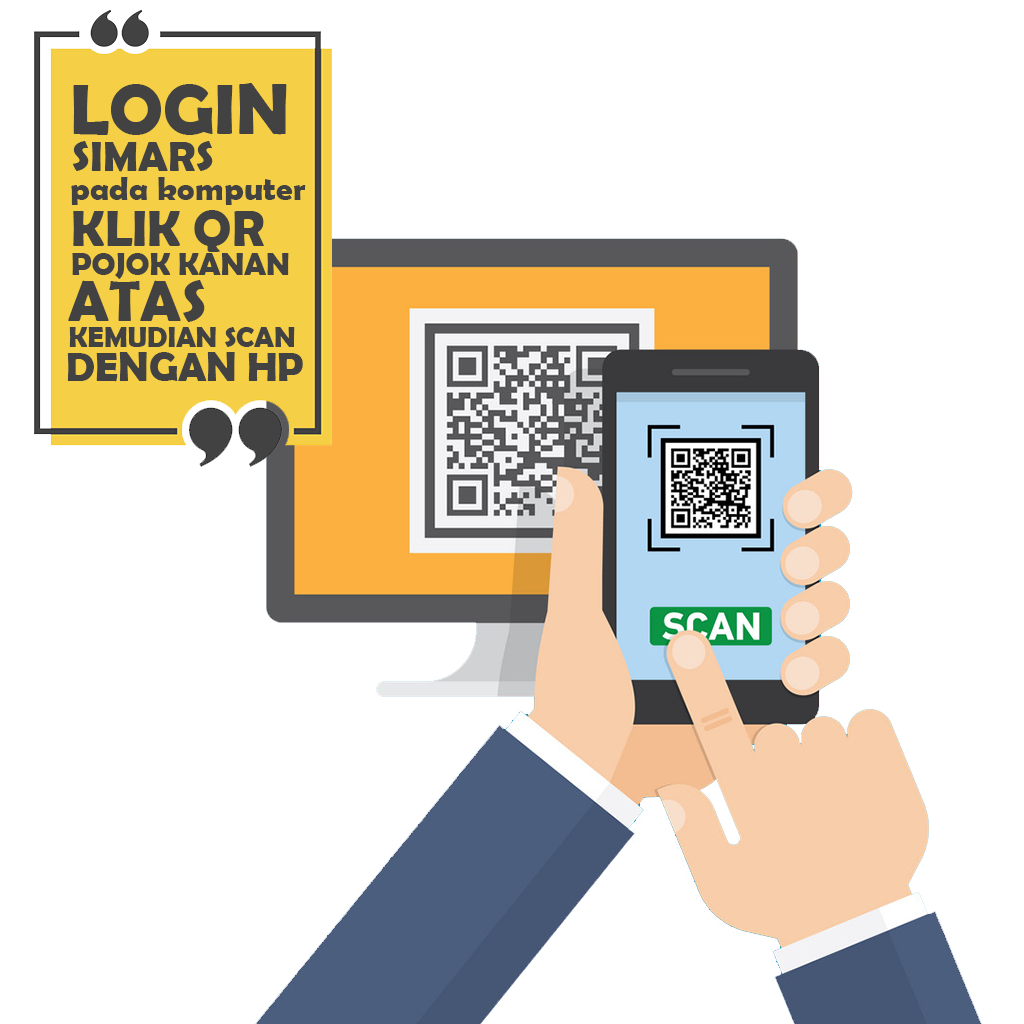 LOGIN
SIMARS
pada komputer
KLIK QR
POJOK KANAN
ATAS
KEMUDIAN SCAN
DENGAN HP
SCAN